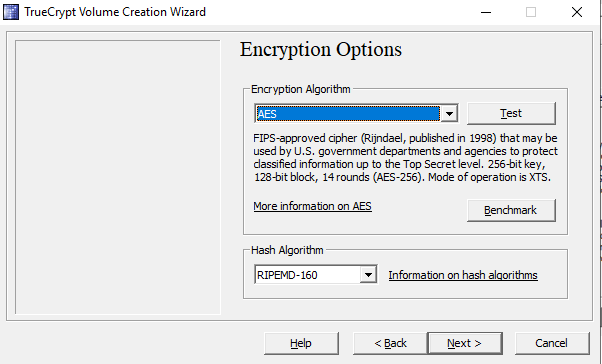 TrueCrypt Volume Creation Wizard
Encryption Options
Encryption Algorithm
AES
Test
FIPS-approved cipher (Rijndael, published in 1998) that may be
used by U.S. government departments and agencies to protect
classified information up to the Top Secret level. 256-bit key,
128-bit block, 14 rounds (AES-256). Mode of operation is XTS.
More information on AES
Benchmark
Hash Algorithm
RIPEMD-160
Information on hash algorithms
Help
< Back
Next >
Cancel